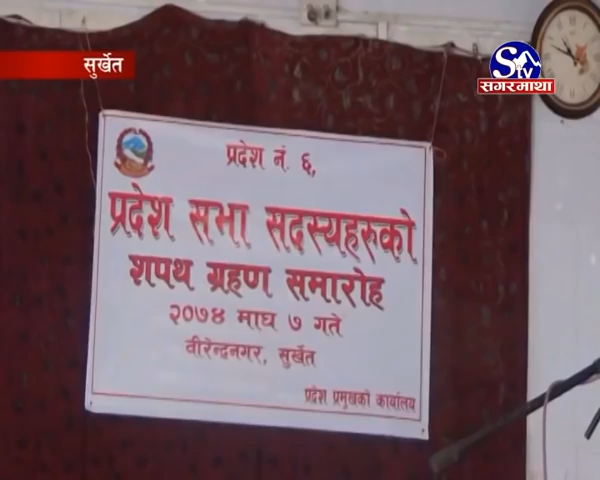 सुर्खेत
STV
सगरमाथा
प्रदेश नं. ६,
प्रदेश सभा सदस्यहरुको
शपथ ग्रहण समारोह
२०७४ माघ ७ गते
वीरेन्द्रनगर, सुर्खेत
प्रदेश प्रमुखको कार्यालय